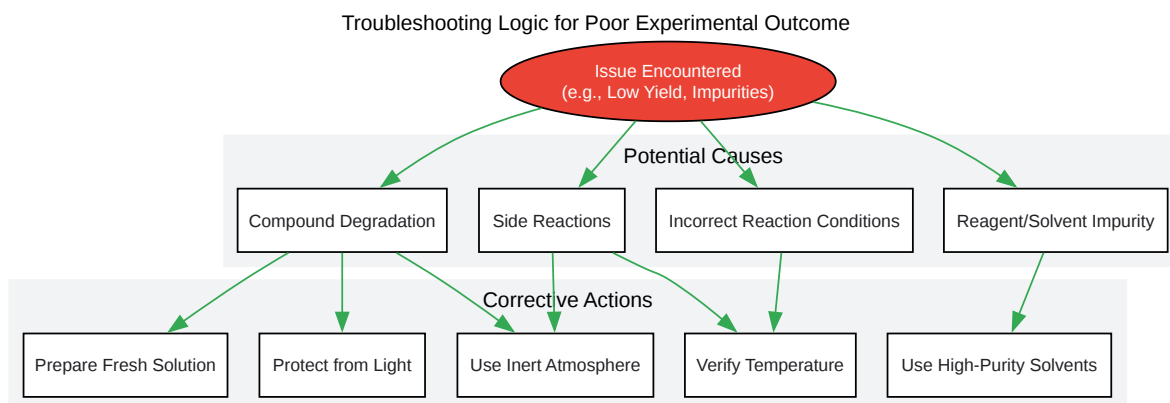 Troubleshooting Logic for Poor Experimental Outcome
Issue Encountered
(e.g., Low Yield, Impurities)
Potential Causes
Compound Degradation
Side Reactions
Incorrect Reaction Conditions
Reagent/Solvent Impurity
Corrective Actions
Prepare Fresh Solution
Protect from Light
Use Inert Atmosphere
Verify Temperature
Use High-Purity Solvents